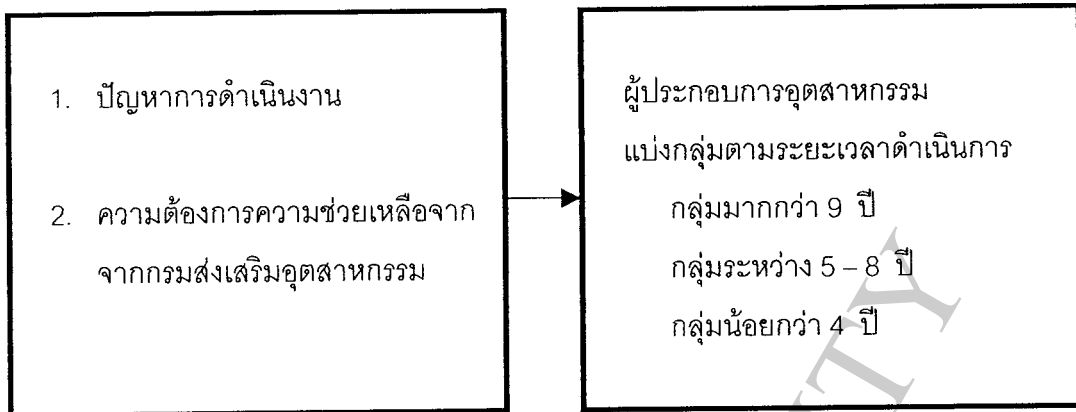 1. ปัญหาการดำเนินงาน
2. ความต้องการความช่วยเหลือจาก
จากกรมส่งเสริมอุตสาหกรรม
ผู้ประกอบการอุตสาหกรรม
แบ่งกลุ่มตามระยะเวลาดำเนินการ
กลุ่มมากกว่า 9 ปี
กลุ่มระหว่าง 5 – 8 ปี
กลุ่มน้อยกว่า 4 ปี
TY